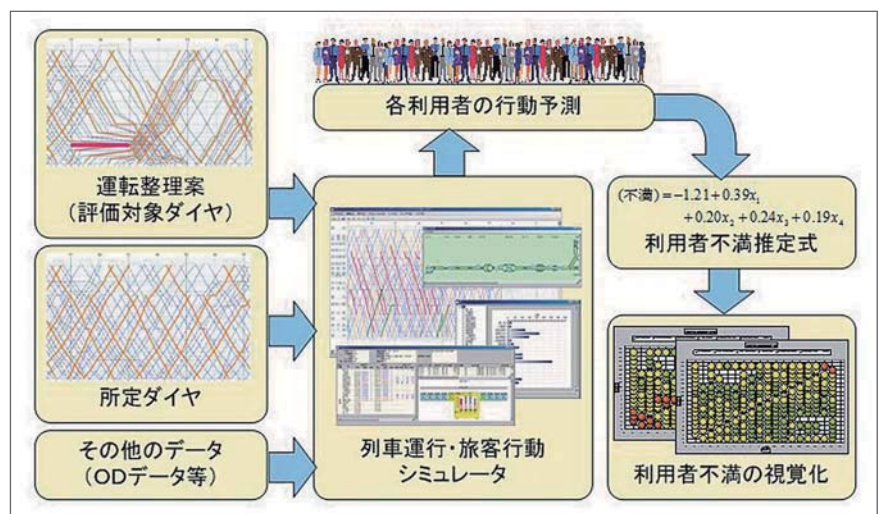 運転整理案
（評価対象ダイヤ）
所定ダイヤ
その他のデータ
（ODデータ等）
各利用者の行動予測
列車運行・旅客行動
シミュレータ
(不満)=−1.21+0.39x₁
+0.20x₂+0.24x₃+0.19x₄
利用者不満推定式
利用者不満の視覚化